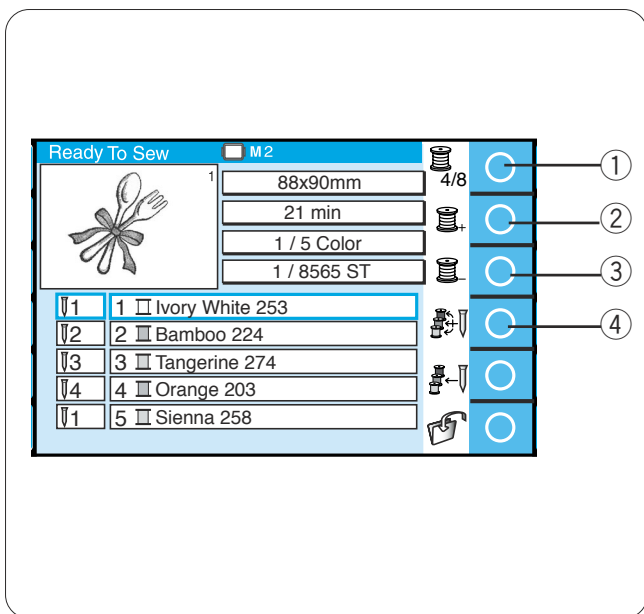 Ready To Sew M2
1
88x90mm
21 min
1 / 5 Color
1 / 8565 ST
1 1 Ivory White 253
2 2 Bamboo 224
3 3 Tangerine 274
4 4 Orange 203
1 5 Sienna 258
4/8
+
−
①
②
③
④